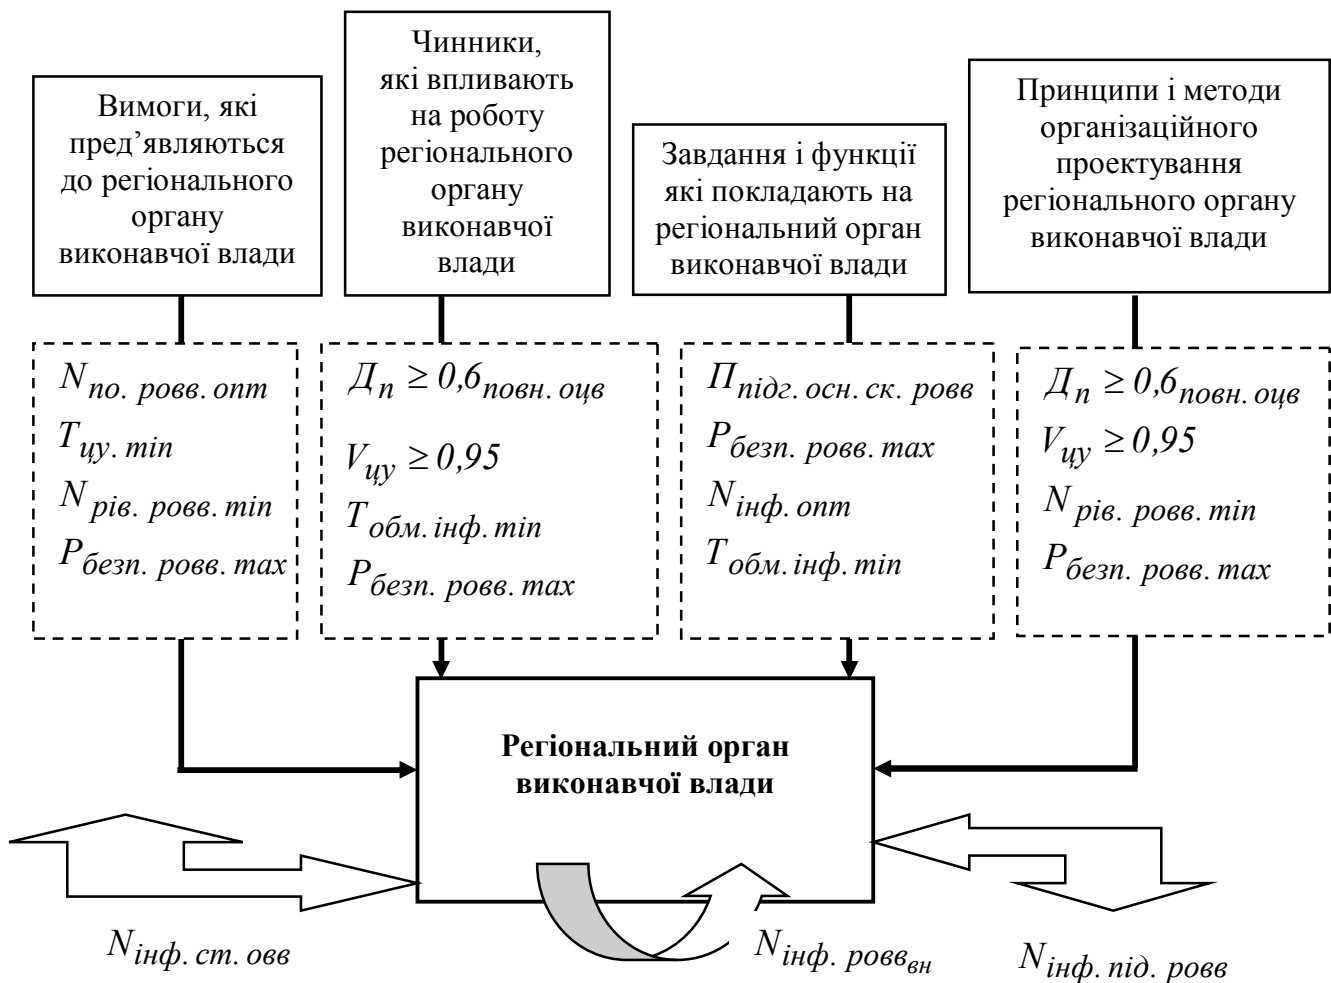 Вимоги, які
пред’являються
до регіонального
органу
виконавчої влади
Чинники,
які впливають
на роботу
регіонального
органу
виконавчої
влади
Завдання і функції
які покладають на
регіональний орган
виконавчої влади
Принципи і методи
організаційного
проектування
регіонального органу
виконавчої влади
N по. ровв. опт
T цу. min
N рів. ровв. min
P безп. ровв. max
Д п ≥ 0,6 повн. оцв
V цу ≥ 0,95
T обм. інф. min
P безп. ровв. max
П підг. осн. ск. ровв
P безп. ровв. max
N інф. опт
T обм. інф. min
Д п ≥ 0,6 повн. оцв
V цу ≥ 0,95
N рів. ровв. min
P безп. ровв. max
Регіональний орган
виконавчої влади
N інф. ст. овв
N інф. ровв вн
N інф. під. ровв